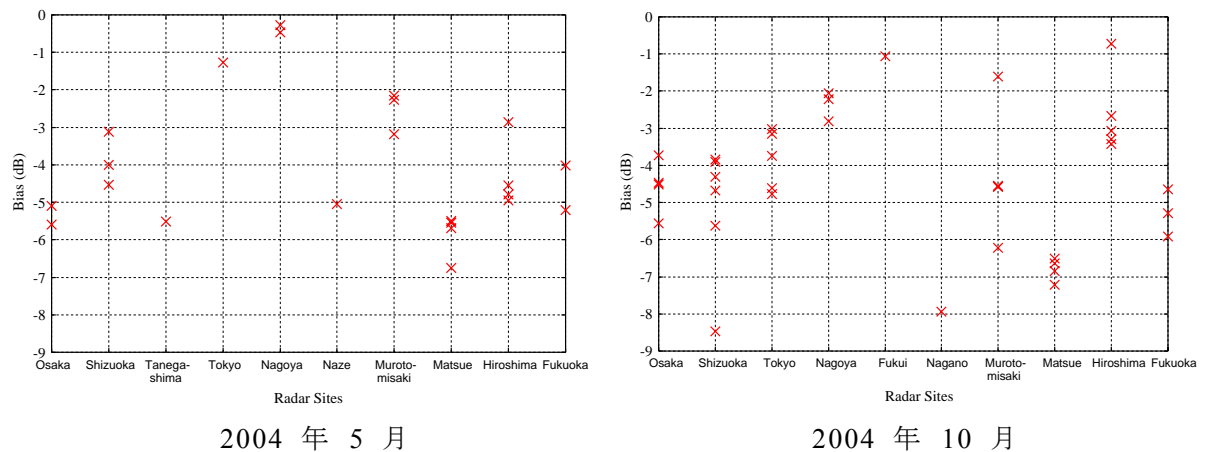 0
-1
-2
-3
-4
-5
-6
-7
-8
-9
Bias (dB)
Osaka Shizuoka Tanega-shima Tokyo Nagoya Naze Muroto-misaki Matsue Hiroshima Fukuoka
Radar Sites
2004 年 5 月
0
-1
-2
-3
-4
-5
-6
-7
-8
-9
Bias (dB)
Osaka Shizuoka Tokyo Nagoya Fukui Nagano Muroto-misaki Matsue Hiroshima Fukuoka
Radar Sites
2004 年 10 月